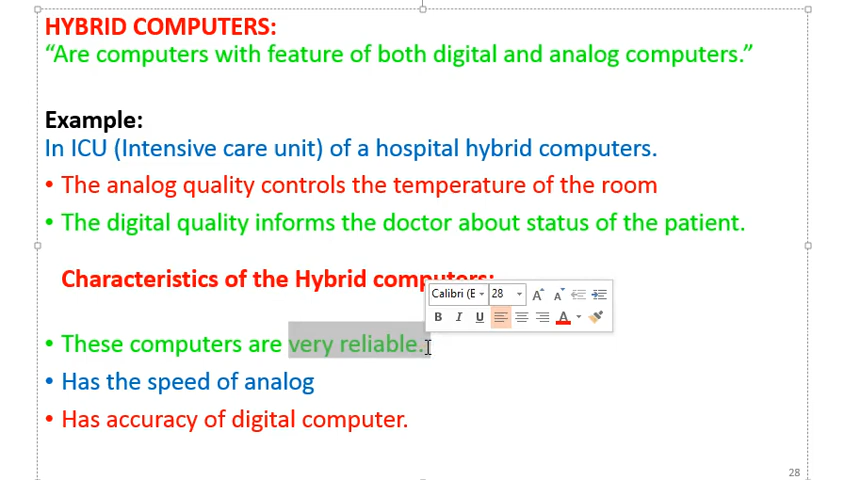 HYBRID COMPUTERS:
“Are computers with feature of both digital and analog computers.”
Example:
In ICU (Intensive care unit) of a hospital hybrid computers.
• The analog quality controls the temperature of the room
• The digital quality informs the doctor about status of the patient.
Characteristics of the Hybrid computers:
Calibri (E 28 A A
B I U A
• These computers are very reliable.
• Has the speed of analog
• Has accuracy of digital computer.
28